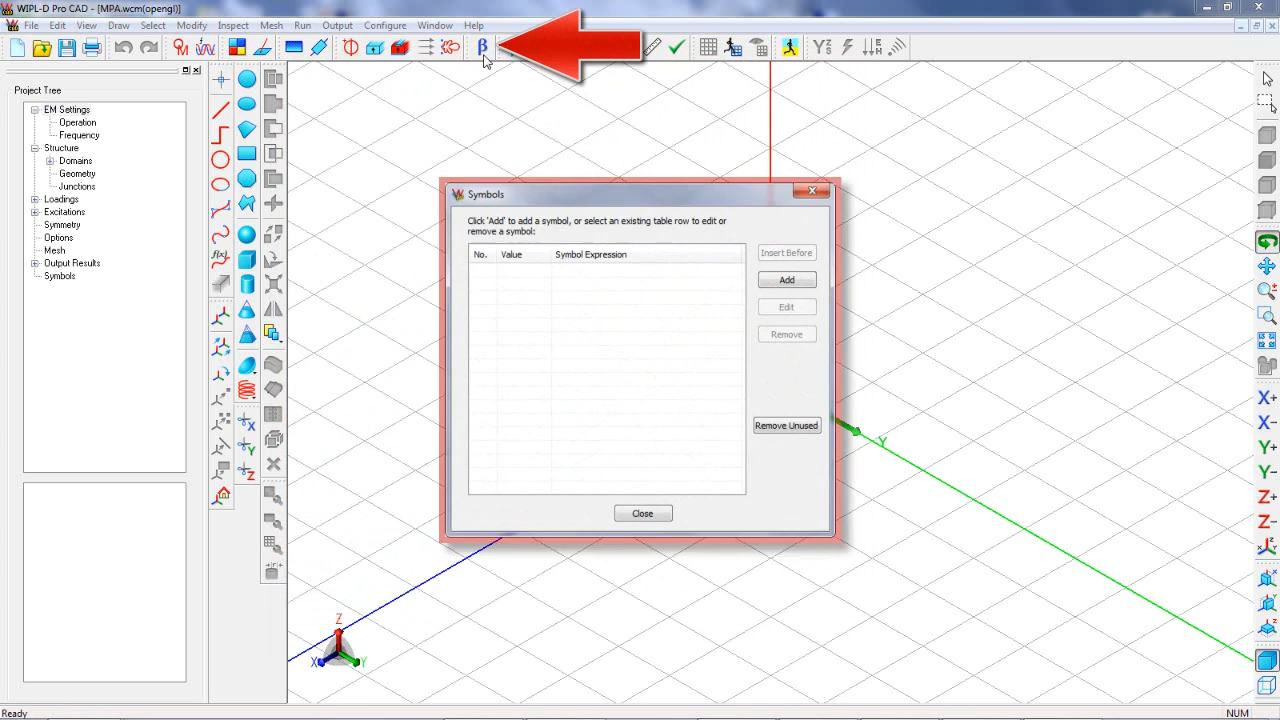 WIPL-D Pro CAD - [MPA.wcm(opengl)]
File Edit View Draw Select Modify Insert Mesh Run Output Configure Window Help
β
Project Tree
EM Settings
Operation
Frequency
Structure
Domains
Geometry
Junctions
Loadings
Excitations
Symmetry
Options
Mesh
Output Results
Symbols
Symbols
Click 'Add' to add a symbol, or select an existing table row to edit or
remove a symbol:
No. Value Symbol Expression
Insert Before
Add
Edit
Remove
Remove Unused
Close
Y
Z
X Y
f(x)
X
Y
Z
X+
X-
Y+
Y-
Z+
Z-
Ready
NUM